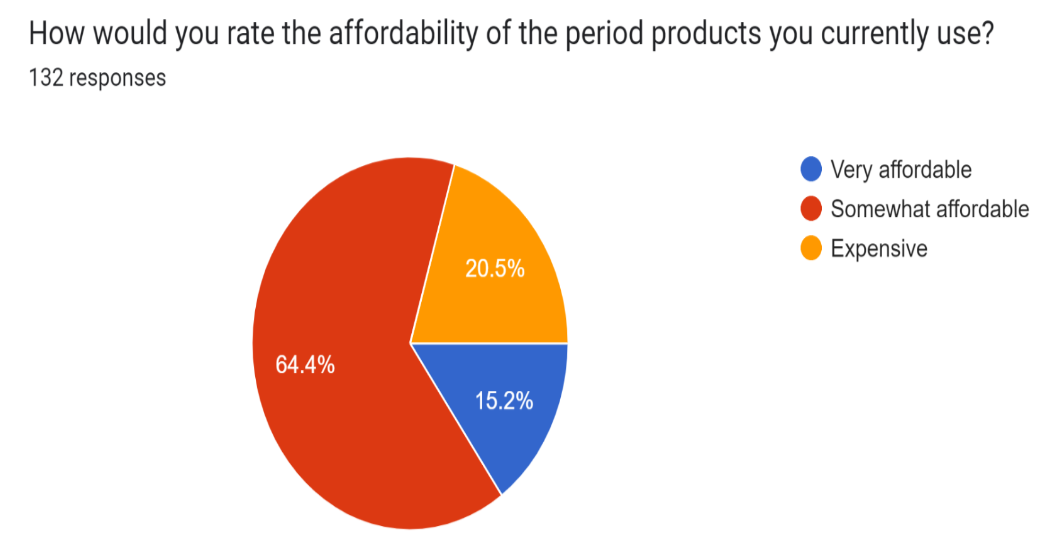 How would you rate the affordability of the period products you currently use?
132 responses
Very affordable
Somewhat affordable
Expensive
20.5%
64.4%
15.2%